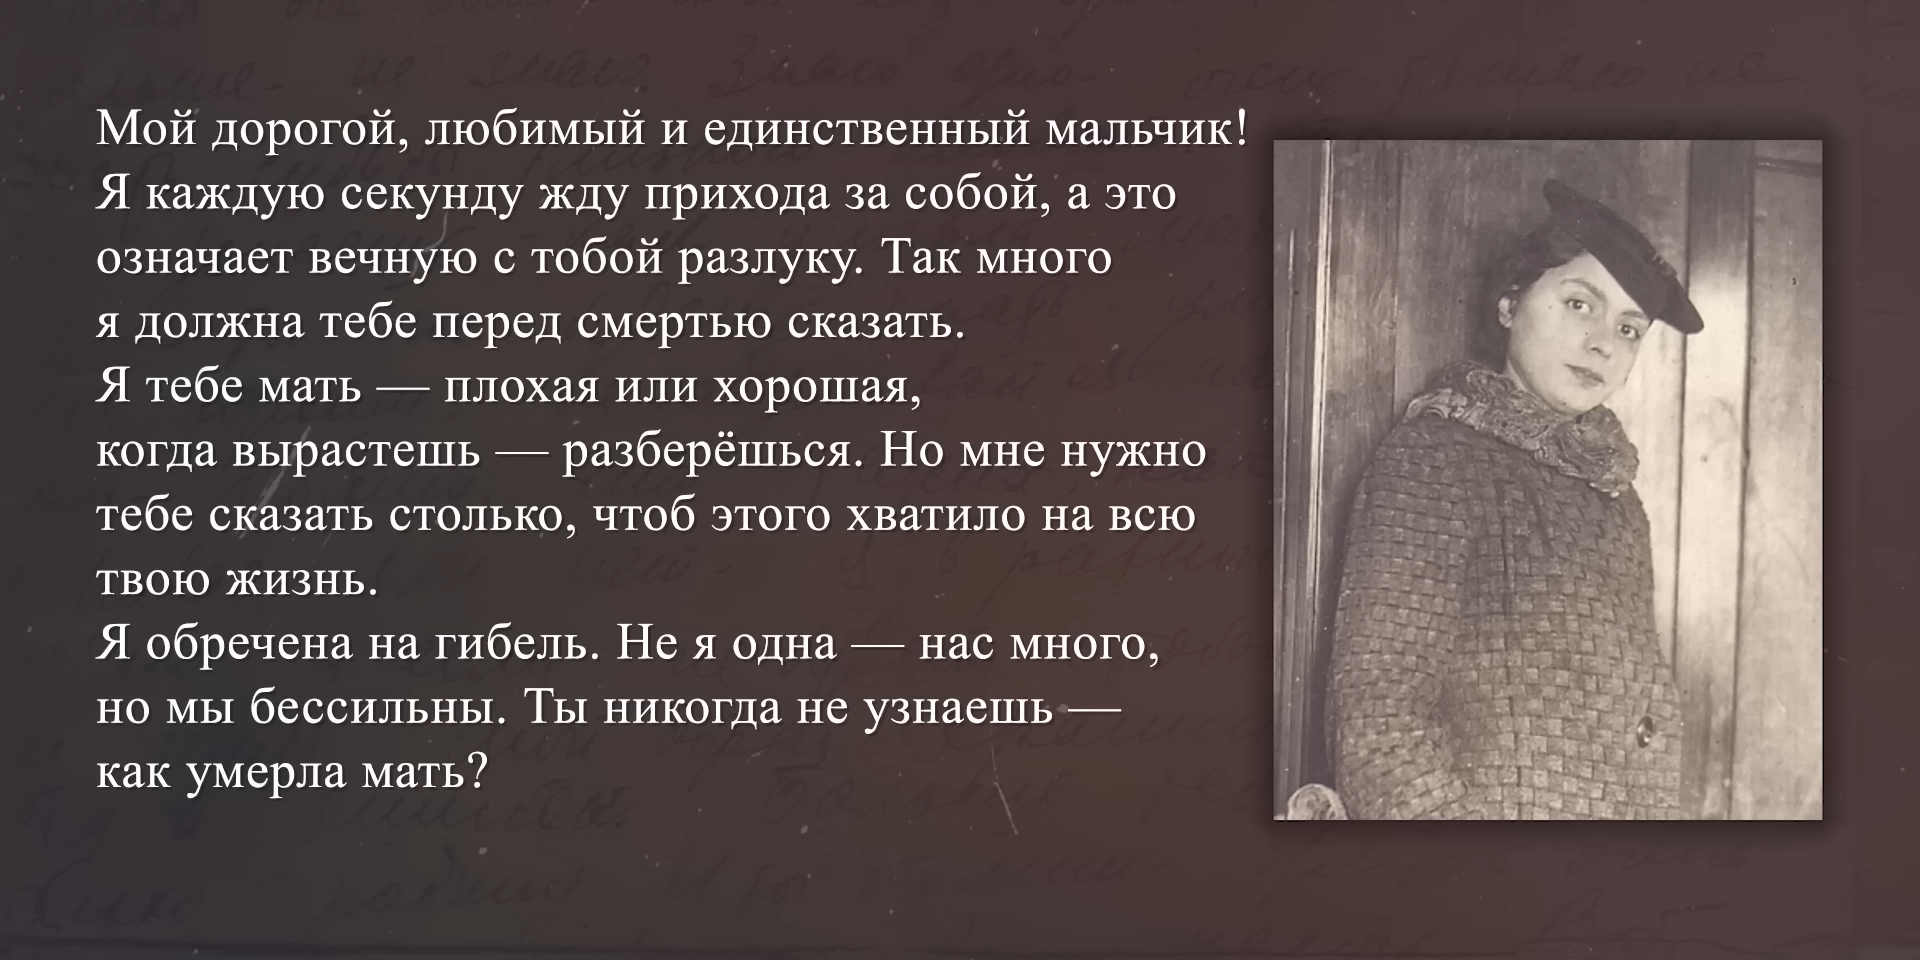 Мой дорогой, любимый и единственный мальчик!
Я каждую секунду жду прихода за собой, а это
означает вечную с тобой разлуку. Так много
я должна тебе перед смертью сказать.
Я тебе мать — плохая или хорошая,
когда вырастешь — разберёшься. Но мне нужно
тебе сказать столько, чтоб этого хватило на всю
твою жизнь.
Я обречена на гибель. Не я одна — нас много,
но мы бессильны. Ты никогда не узнаешь —
как умерла мать?